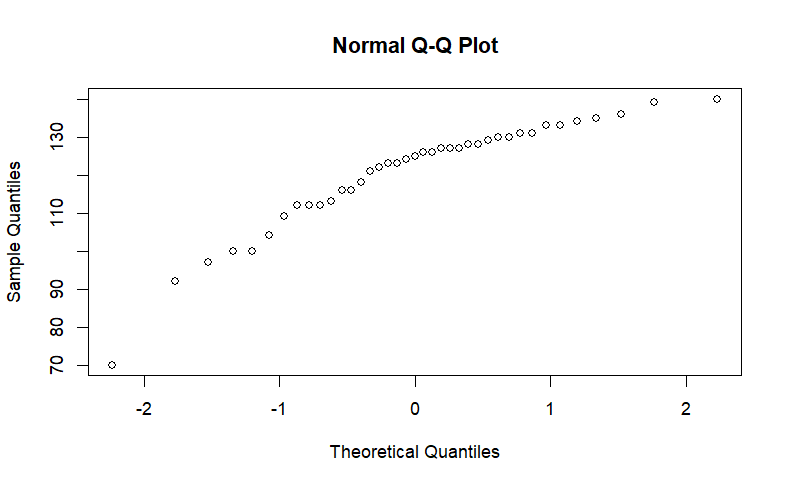 Normal Q-Q Plot
Sample Quantiles
130
110
90
80
70
-2 -1 0 1 2
Theoretical Quantiles